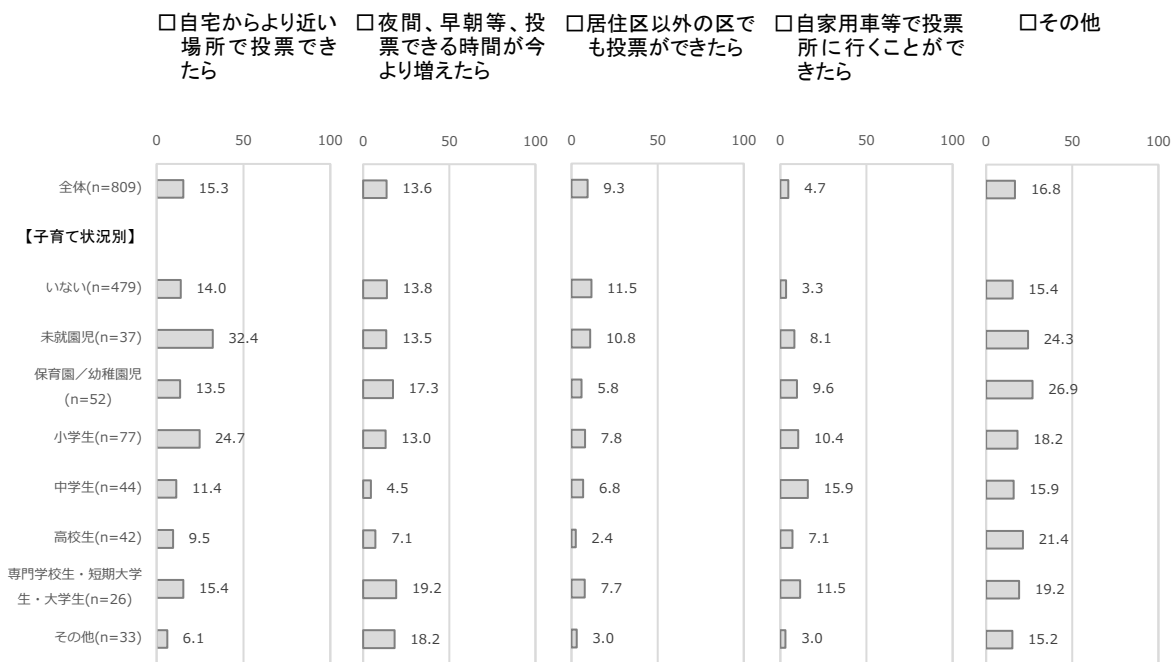 □自宅からより近い
場所で投票でき
たら
□夜間、早朝等、投
票できる時間が今
より増えたら
□居住区以外の区で
も投票ができたら
□自家用車等で投票
所に行くことがで
きたら
□その他
0 50 100 0 50 100 0 50 100 0 50 100 0 50 100
全体(n=809) 15.3 13.6 9.3 4.7 16.8
【子育て状況別】
いない(n=479) 14.0 13.8 11.5 3.3 15.4
未就園児(n=37) 32.4 13.5 10.8 8.1 24.3
保育園／幼稚園児
(n=52) 13.5 17.3 5.8 9.6 26.9
小学生(n=77) 24.7 13.0 7.8 10.4 18.2
中学生(n=44) 11.4 4.5 6.8 15.9 15.9
高校生(n=42) 9.5 7.1 2.4 7.1 21.4
専門学校生・短期大学
生・大学生(n=26) 15.4 19.2 7.7 11.5 19.2
その他(n=33) 6.1 18.2 3.0 3.0 15.2